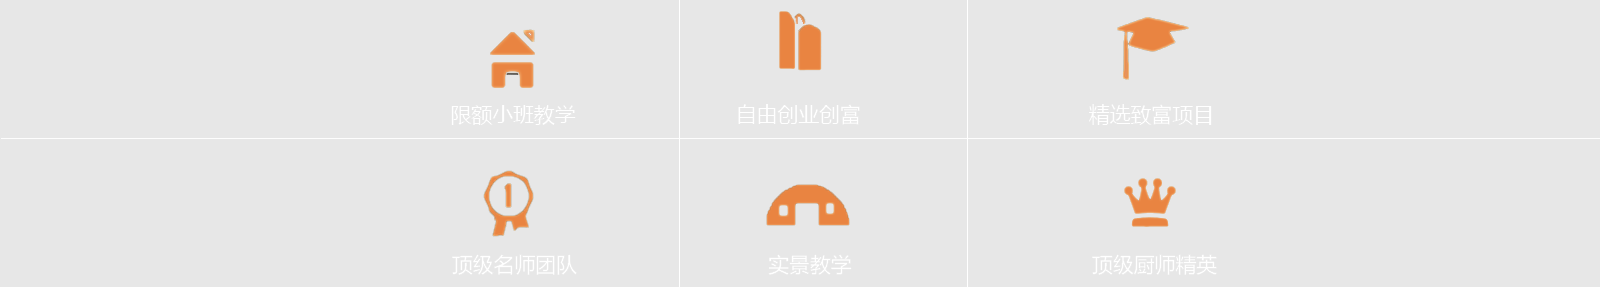 限额小班教学
自由创业创富
精选致富项目
顶级名师团队
实景教学
顶级厨师精英